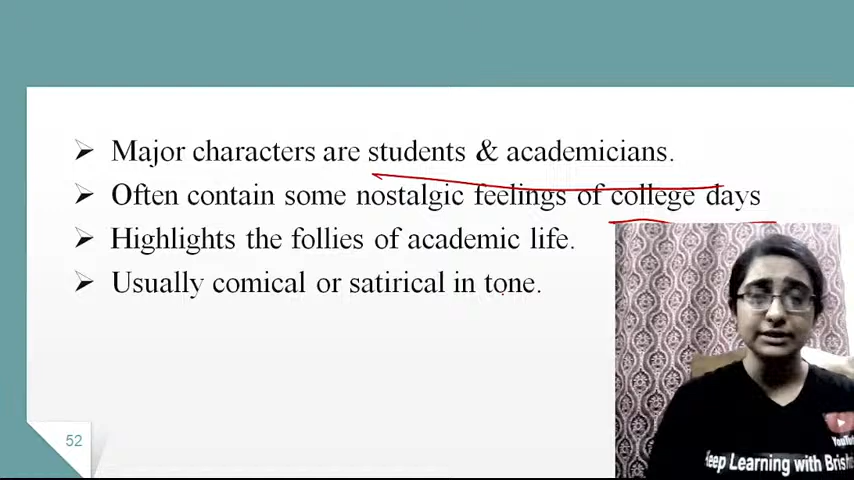 Major characters are students & academicians.
Often contain some nostalgic feelings of college days
Highlights the follies of academic life.
Usually comical or satirical in tone.
52
Keep Learning with